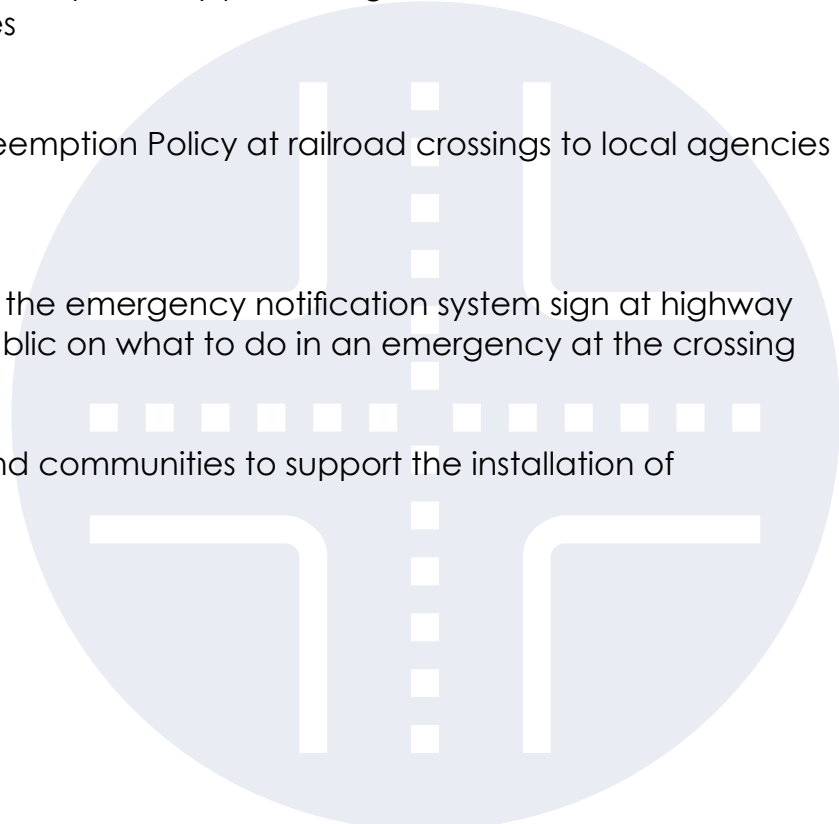 es
eemption Policy at railroad crossings to local agencies
the emergency notification system sign at highway
blic on what to do in an emergency at the crossing
nd communities to support the installation of